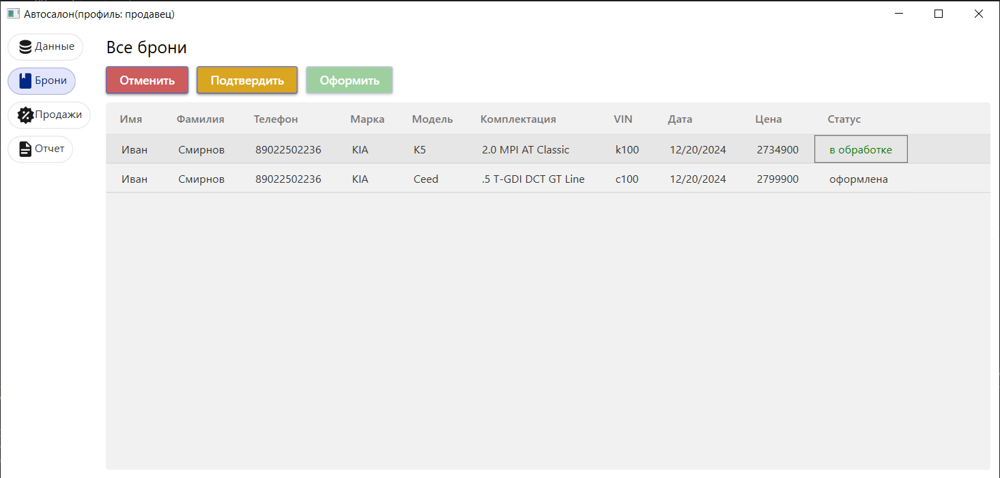 Автосалон(профиль: продавец)
Данные
Брони
Продажи
Отчет
Все брони
Отменить Подтвердить Оформить
Имя Фамилия Телефон Марка Модель Комплектация VIN Дата Цена Статус
Иван Смирнов 89022502236 KIA K5 2.0 MPI AT Classic k100 12/20/2024 2734900 в обработке
Иван Смирнов 89022502236 KIA Ceed .5 T-GDI DCT GT Line c100 12/20/2024 2799900 оформлена